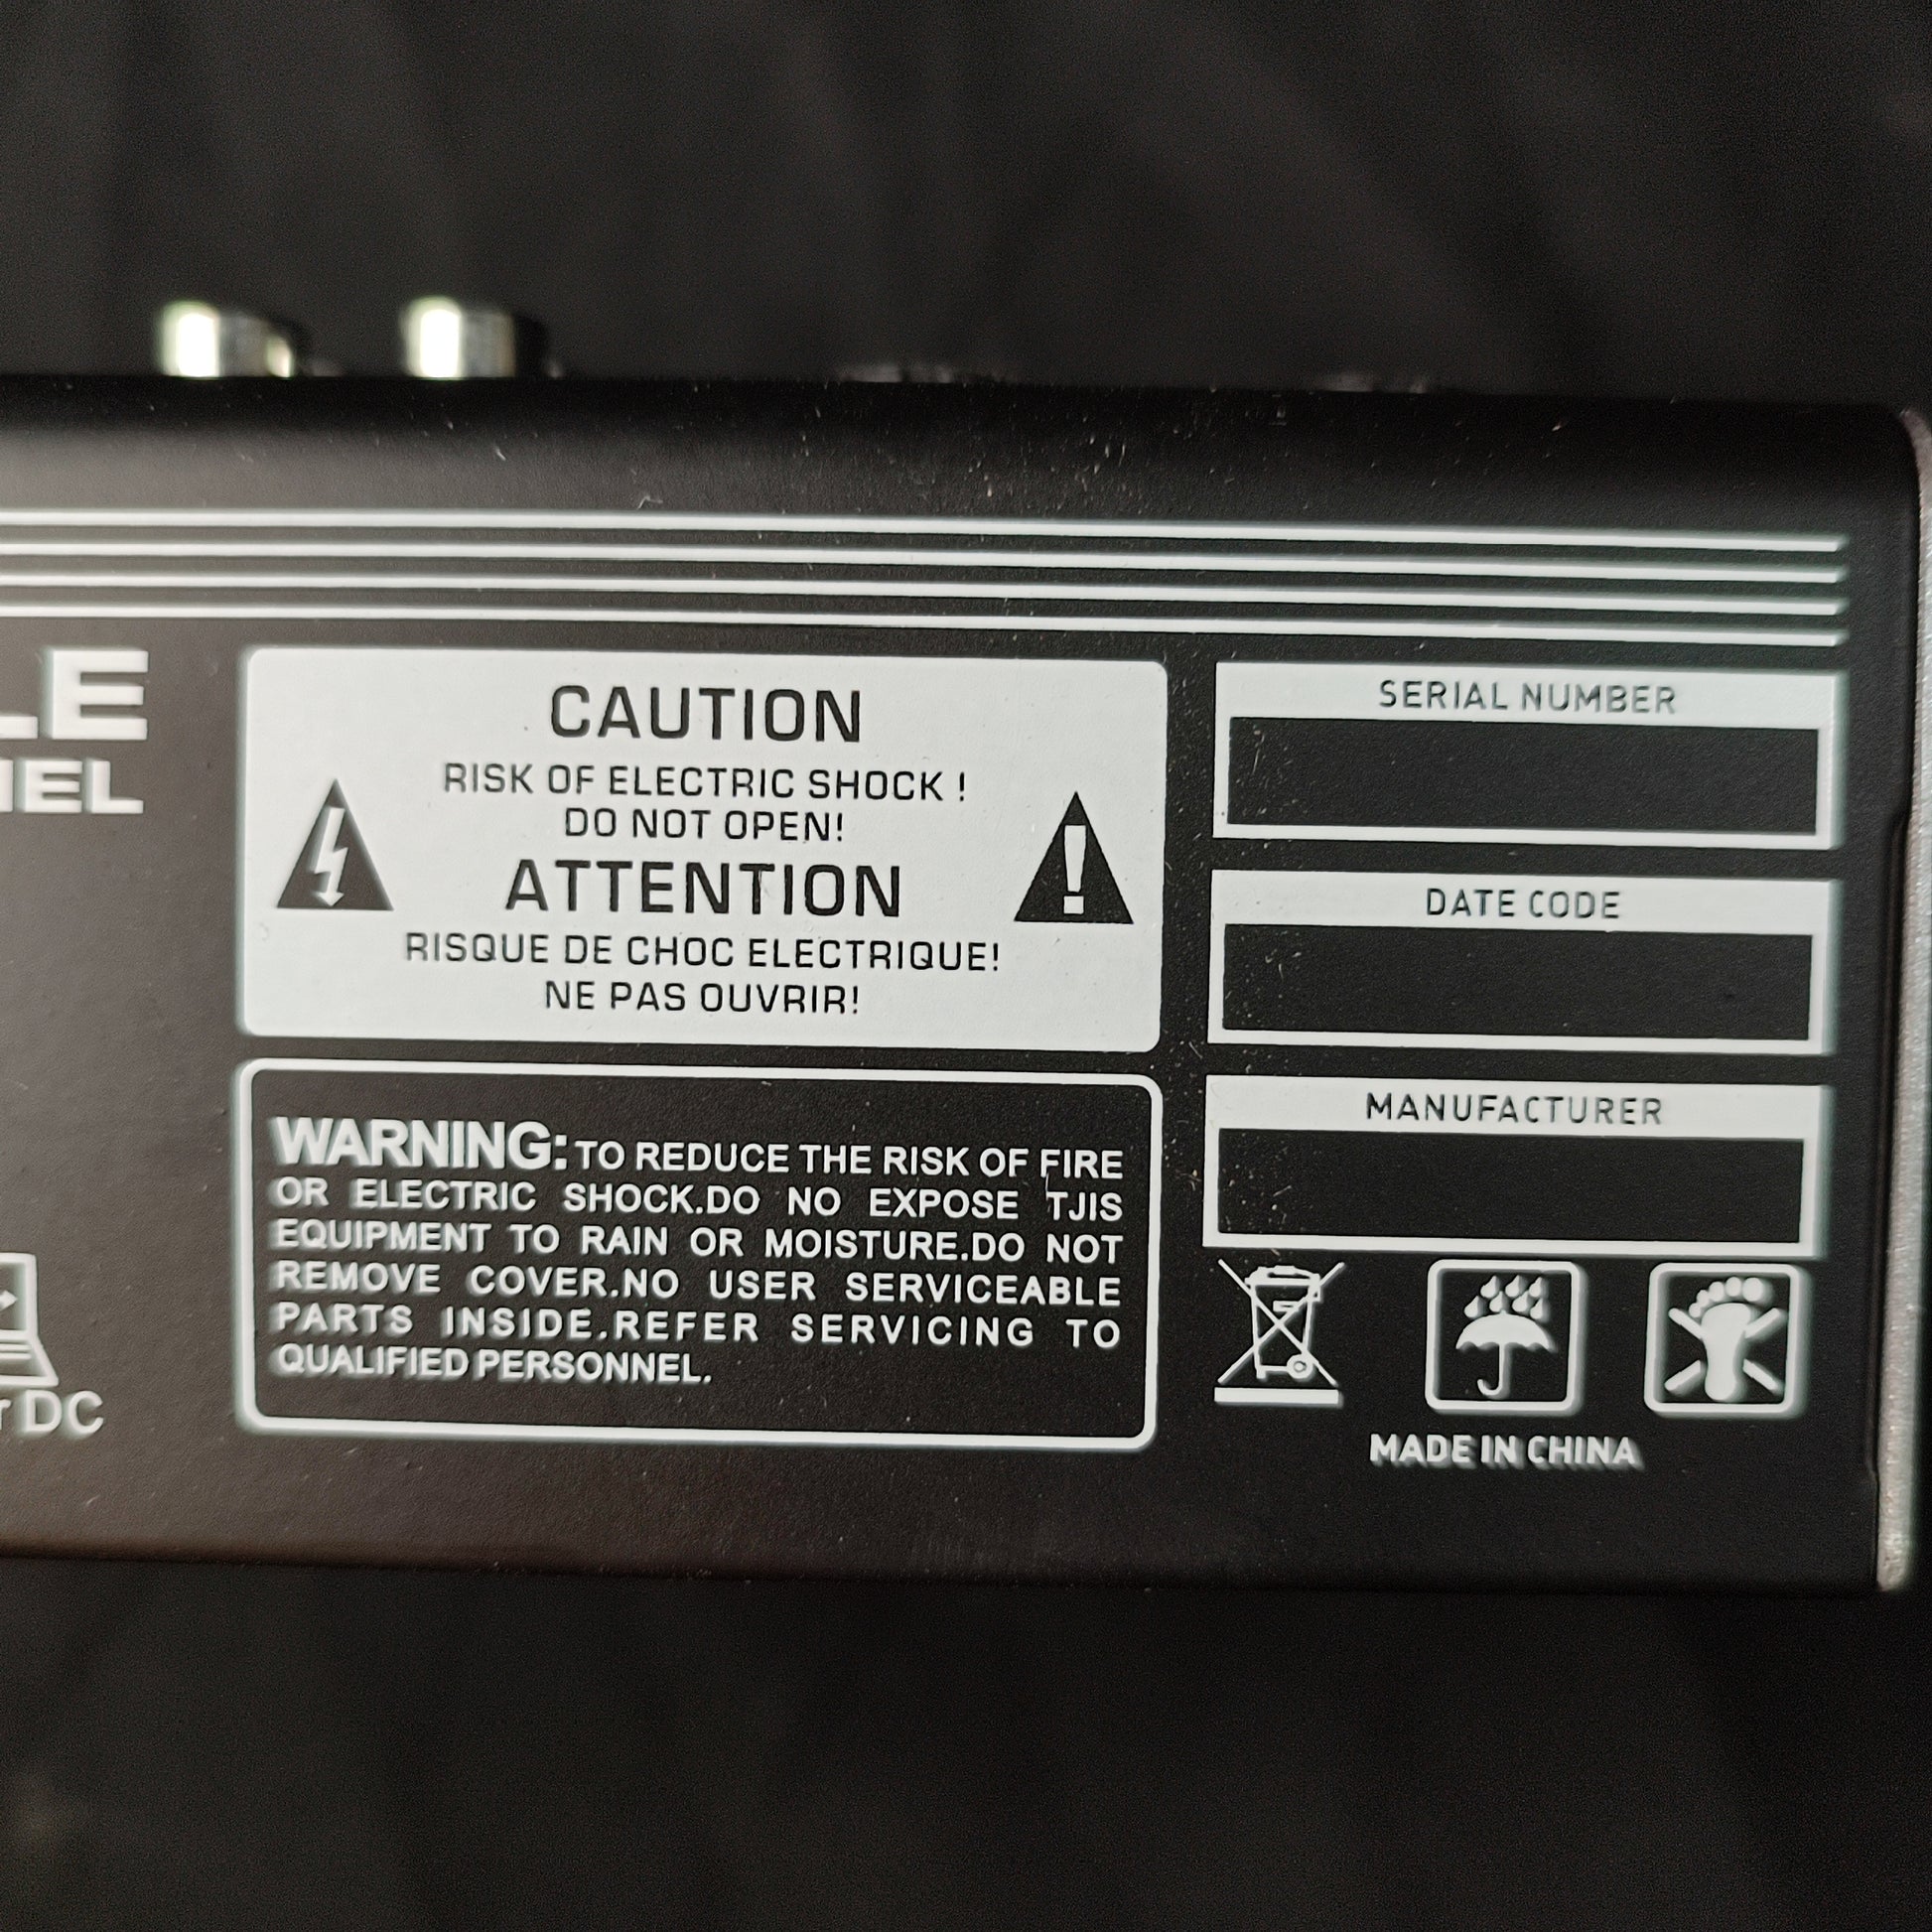 LE
NEL
r DC
CAUTION
RISK OF ELECTRIC SHOCK !
DO NOT OPEN!
ATTENTION
RISQUE DE CHOC ELECTRIQUE!
NE PAS OUVRIR!
WARNING: TO REDUCE THE RISK OF FIRE
OR ELECTRIC SHOCK.DO NO EXPOSE TJIS
EQUIPMENT TO RAIN OR MOISTURE.DO NOT
REMOVE COVER.NO USER SERVICEABLE
PARTS INSIDE.REFER SERVICING TO
QUALIFIED PERSONNEL.
SERIAL NUMBER
DATE CODE
MANUFACTURER
MADE IN CHINA